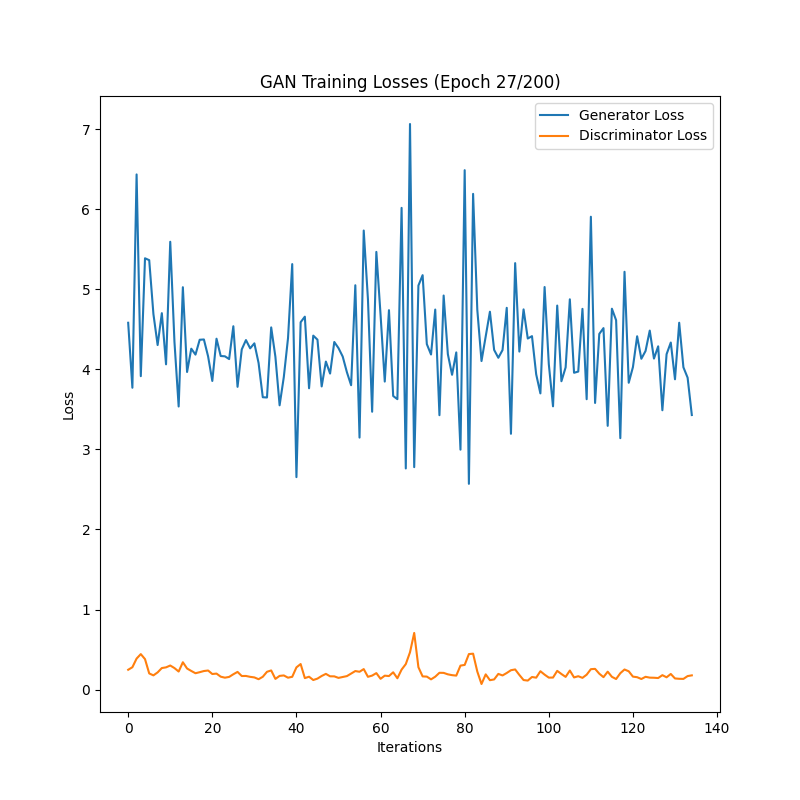 GAN Training Losses (Epoch 27/200)
Generator Loss
Discriminator Loss
7
6
5
4
3
2
1
0
Loss
0 20 40 60 80 100 120 140
Iterations